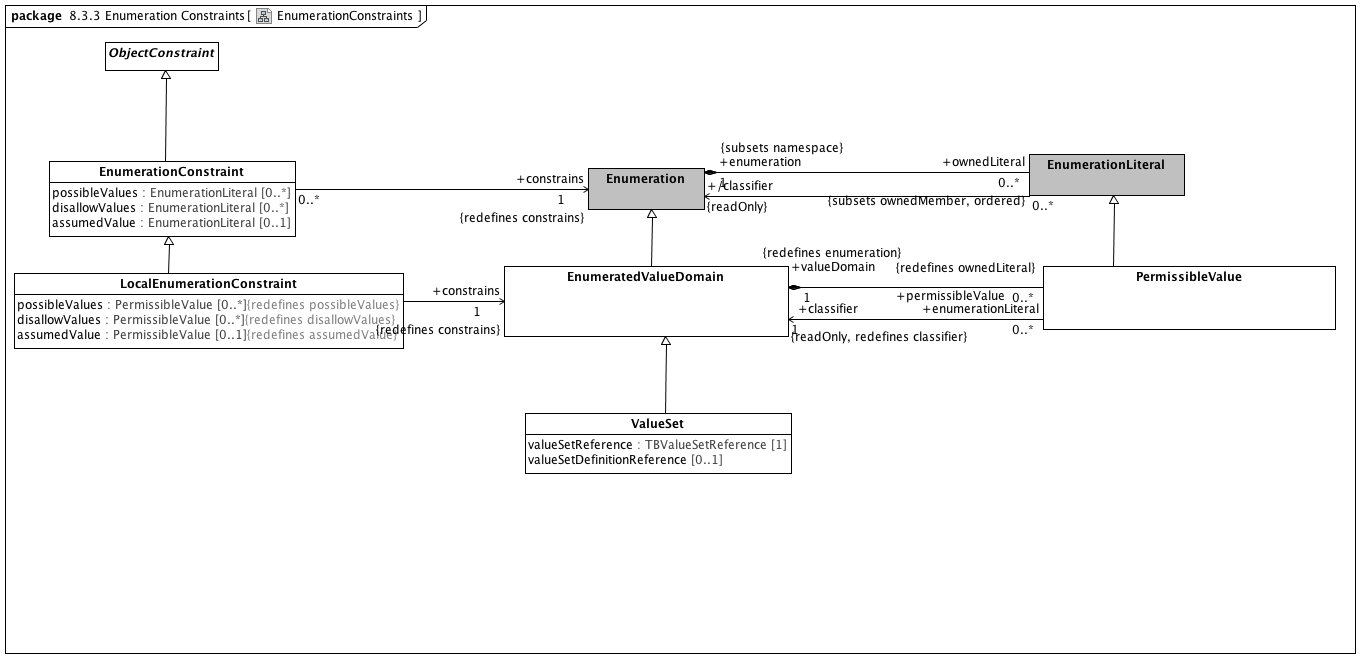 package 8.3.3 Enumeration Constraints [ EnumerationConstraints ]
ObjectConstraint
EnumerationConstraint
possibleValues : EnumerationLiteral [0..*]
disallowValues : EnumerationLiteral [0..*]
assumedValue : EnumerationLiteral [0..1]
0..*
+constrains
1
{redefines constrains}
Enumeration
{subsets namespace}
+enumeration
1
+/classifier
{readOnly}
+ownedLiteral
0..*
{subsets ownedMember, ordered}
0..*
EnumerationLiteral
LocalEnumerationConstraint
possibleValues : PermissibleValue [0..*]{redefines possibleValues}
disallowValues : PermissibleValue [0..*]{redefines disallowValues}
assumedValue : PermissibleValue [0..1]{redefines assumedValue}
+constrains
1
{redefines constrains}
EnumeratedValueDomain
{redefines enumeration}
+valueDomain
{redefines ownedLiteral}
1
+permissibleValue
0..*
+classifier
+enumerationLiteral
1
0..*
{readOnly, redefines classifier}
PermissibleValue
ValueSet
valueSetReference : TBValueSetReference [1]
valueSetDefinitionReference [0..1]